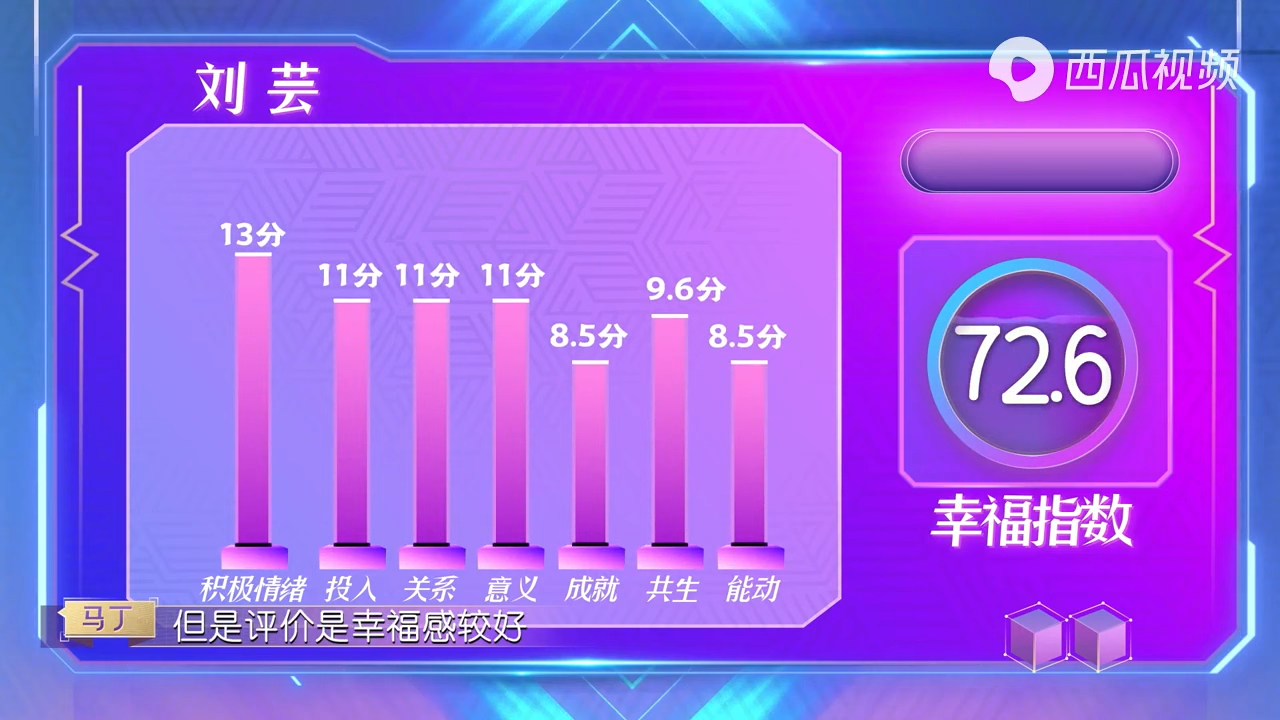 西瓜视频
刘芸
13分
11分
11分
11分
8.5分
9.6分
8.5分
积极情绪
投入
关系
意义
成就
共生
能动
72.6
幸福指数
马丁
但是评价是幸福感较好